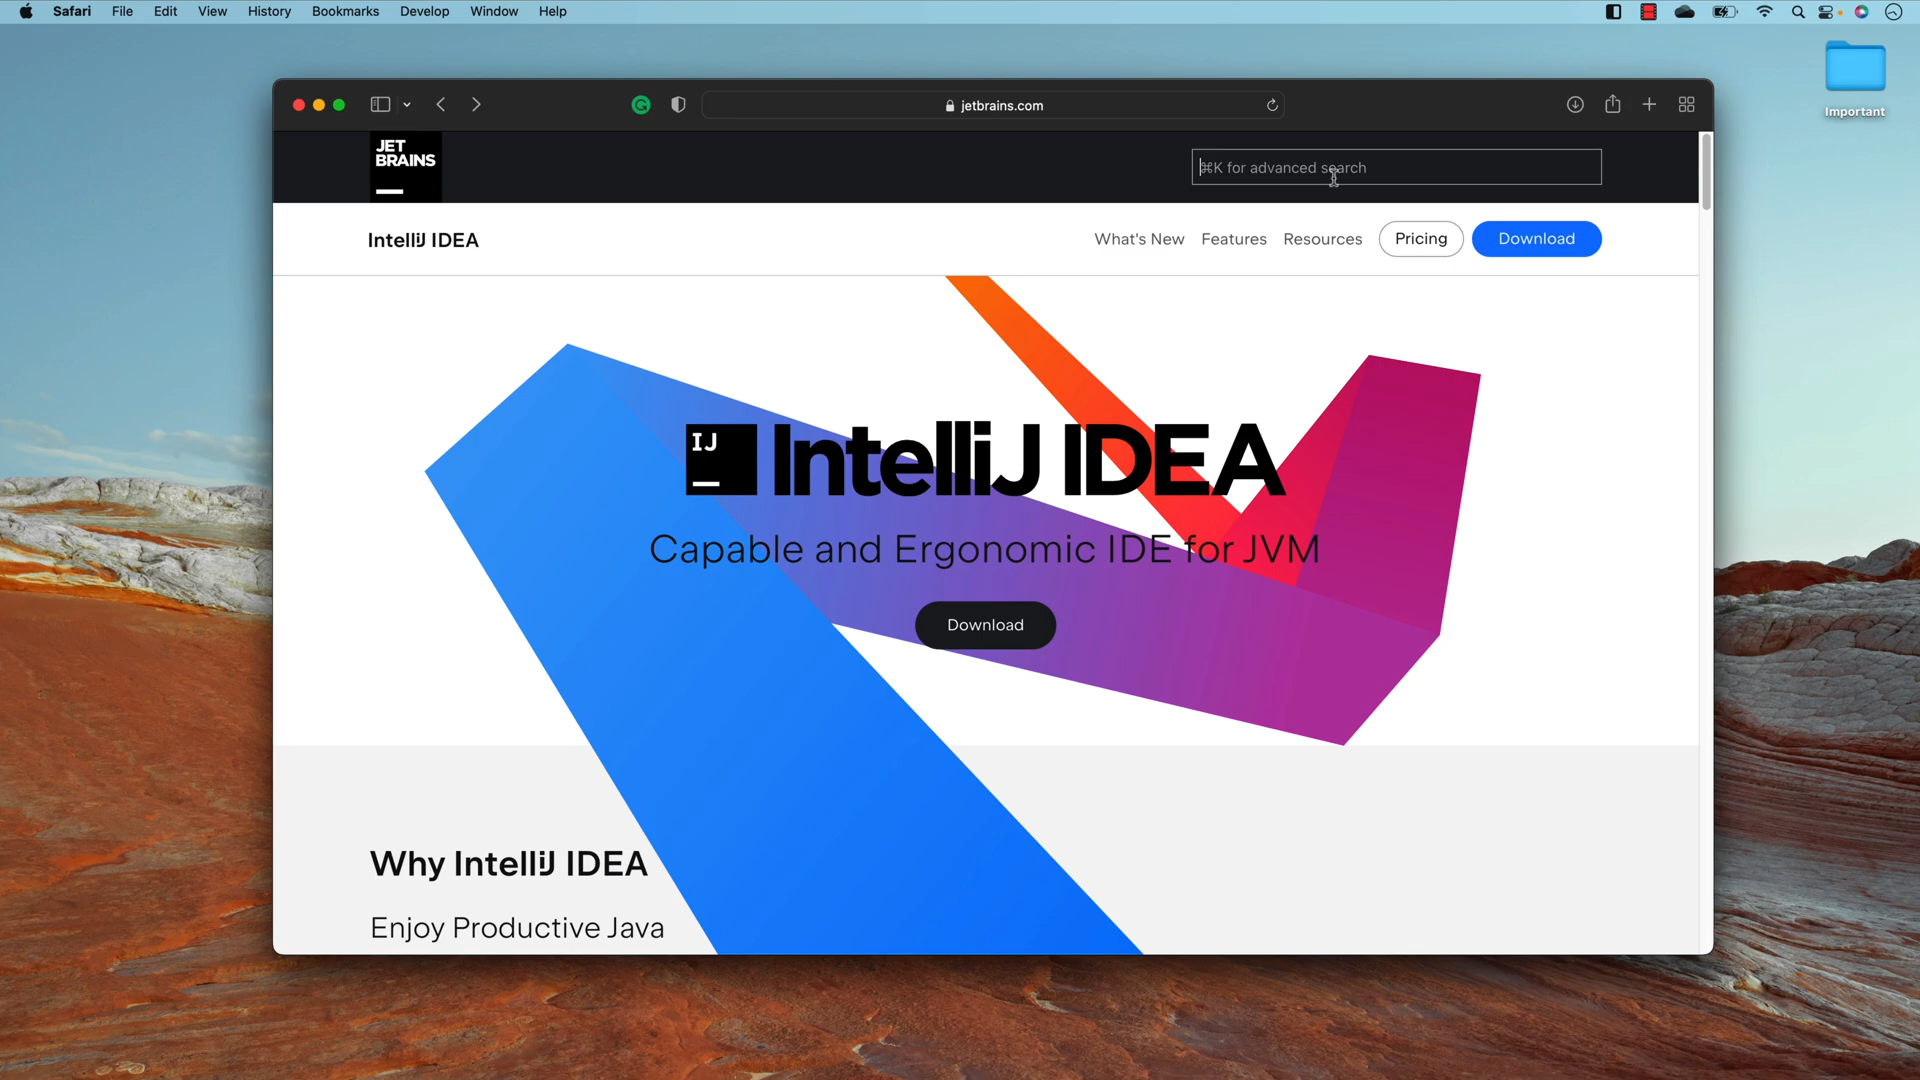 Safari File Edit View History Bookmarks Develop Window Help
Important
jetbrains.com
JET
BRAINS
⌘K for advanced search
IntelliJ IDEA
What's New Features Resources Pricing Download
IJ
IntelliJ IDEA
Capable and Ergonomic IDE for JVM
Download
Why IntelliJ IDEA
Enjoy Productive Java